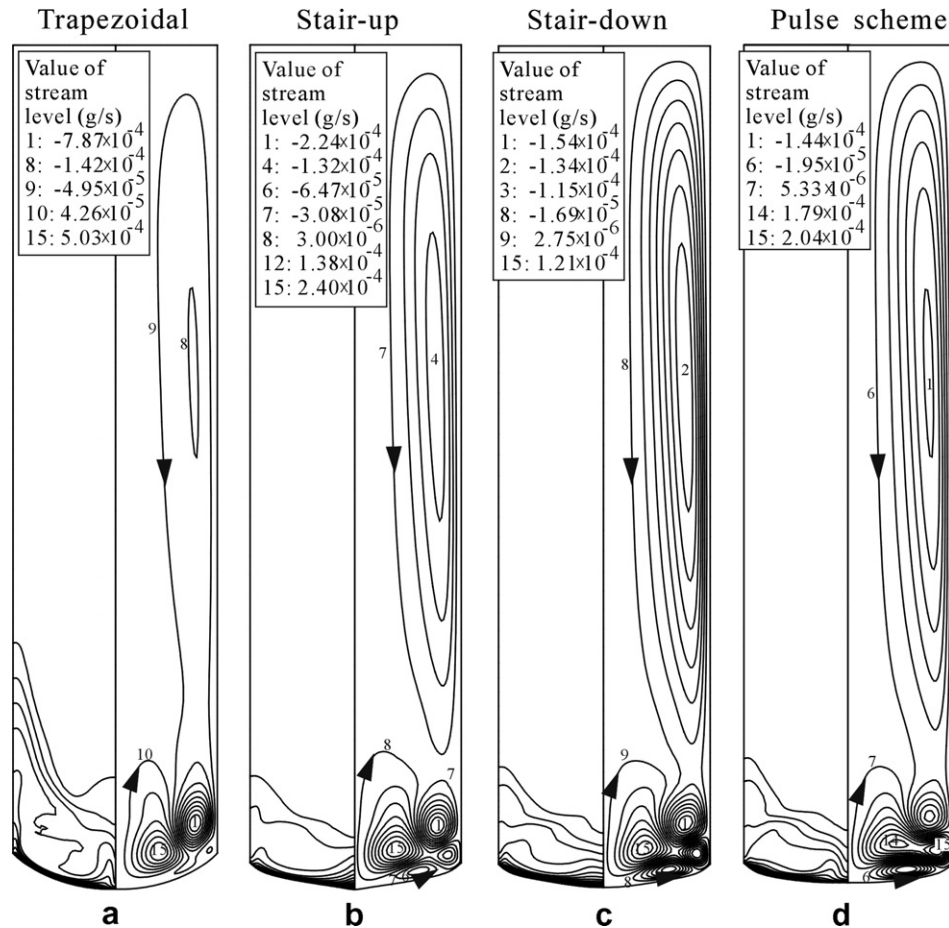 Trapezoidal
Stair-up
Stair-down
Pulse scheme
Value of
stream
level (g/s)
1: -7.87×10-4
8: -1.42×10-4
9: -4.95×10-5
10: 4.26×10-5
15: 5.03×10-4
Value of
stream
level (g/s)
1: -2.24×10-4
4: -1.32×10-4
6: -6.47×10-5
7: -3.08×10-5
8: 3.00×10-6
12: 1.38×10-4
15: 2.40×10-4
Value of
stream
level (g/s)
1: -1.54×10-4
2: -1.34×10-4
3: -1.15×10-4
8: -1.69×10-5
9: 2.75×10-6
15: 1.21×10-4
Value of
stream
level (g/s)
1: -1.44×10-4
6: -1.95×10-5
7: 5.33×10-6
14: 1.79×10-4
15: 2.04×10-4
9
8
10
15
7
4
8
7
15
8
2
9
15
8
6
1
7
15
6
a
b
c
d